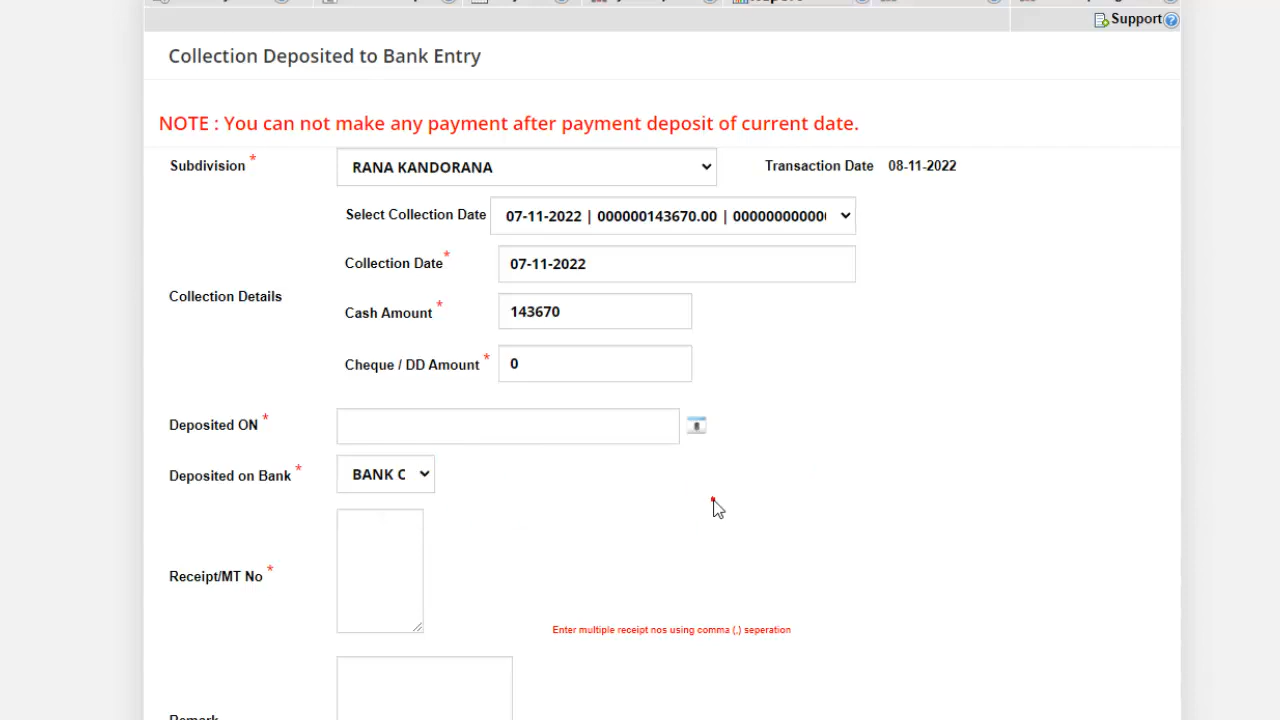 Support
Collection Deposited to Bank Entry
NOTE : You can not make any payment after payment deposit of current date.
Subdivision * RANA KANDORANA Transaction Date 08-11-2022
Select Collection Date 07-11-2022 | 000000143670.00 |
Collection Date * 07-11-2022
Collection Details
Cash Amount * 143670
Cheque / DD Amount * 0
Deposited ON *
Deposited on Bank * BANK
Receipt/MT No *
Enter multiple receipt nos using comma (,) seperation
Remark